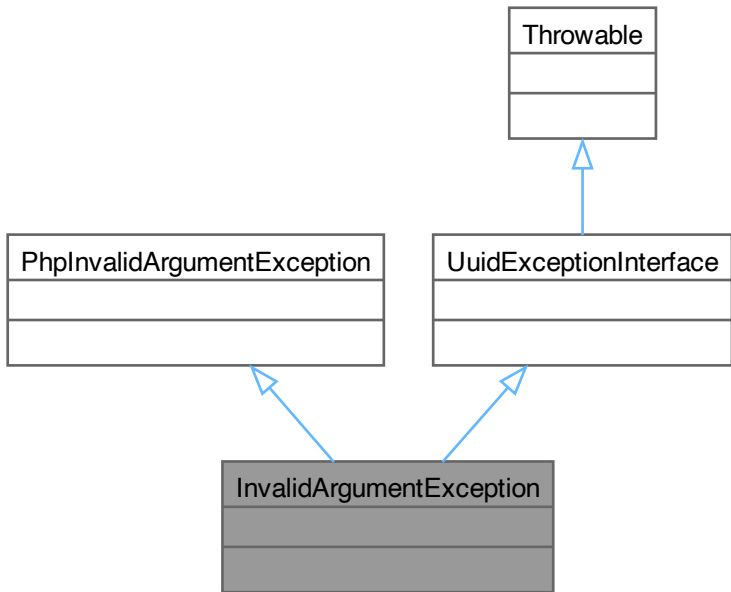 Throwable
PhpInvalidArgumentException
UuidExceptionInterface
InvalidArgumentException